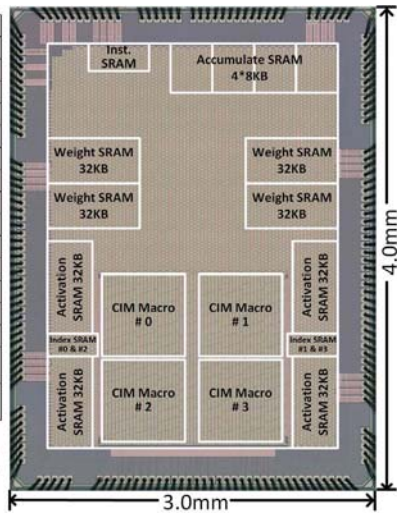 Inst.
SRAM
Accumulate SRAM
4*8KB
Weight SRAM
32KB
Weight SRAM
32KB
Weight SRAM
32KB
Weight SRAM
32KB
Activation
SRAM 32KB
Activation
SRAM 32KB
CIM Macro
# 0
CIM Macro
# 1
Index SRAM
#0 & #2
Index SRAM
#1 & #3
Activation
SRAM 32KB
CIM Macro
# 2
CIM Macro
# 3
Activation
SRAM 32KB
4.0mm
3.0mm